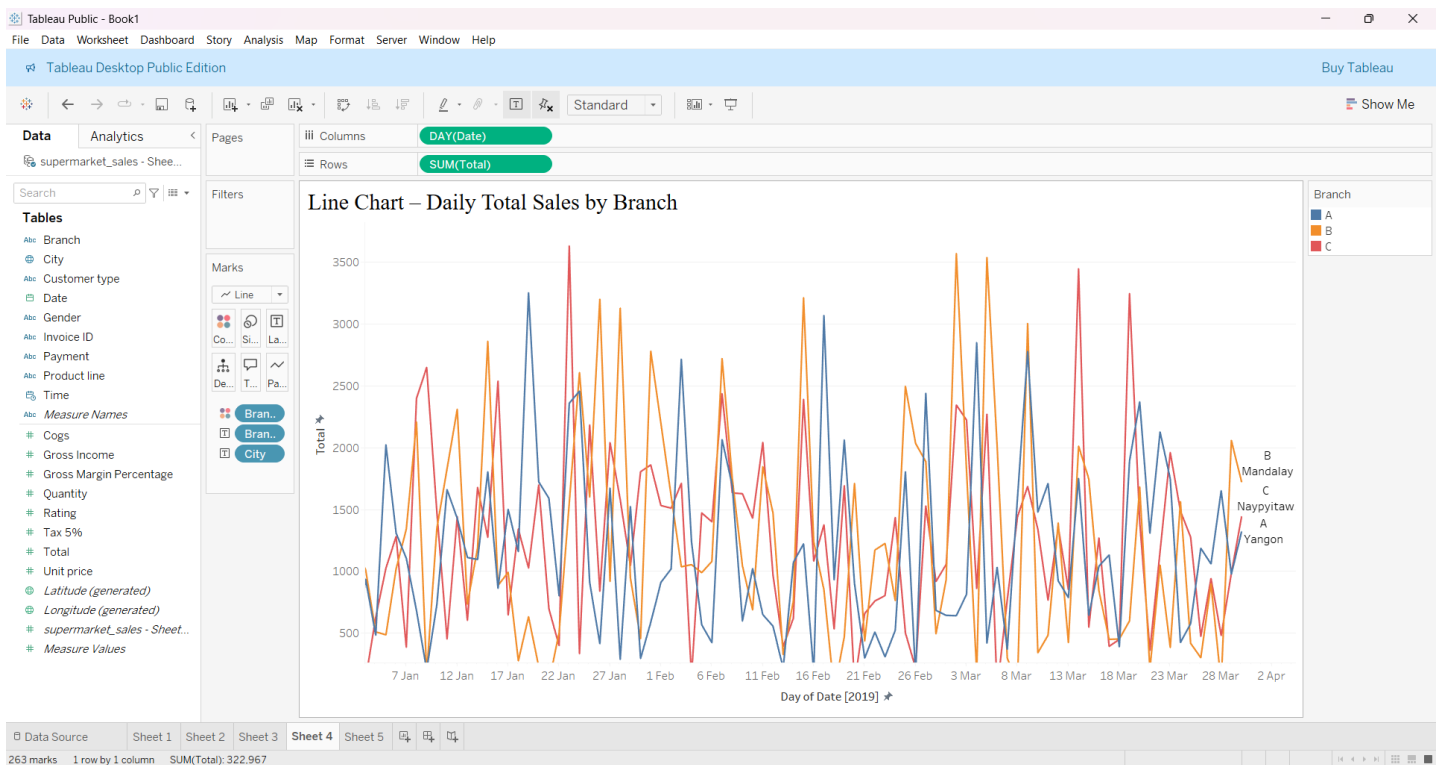 Tableau Public - Book1
File Data Worksheet Dashboard Story Analysis Map Format Server Window Help
Tableau Desktop Public Edition
Buy Tableau
Standard
Show Me
Data Analytics
supermarket_sales - Shee...
Search
Tables
Abc Branch
City
Abc Customer type
Date
Abc Gender
Abc Invoice ID
Abc Payment
Abc Product line
Time
Abc Measure Names
# Cogs
# Gross Income
# Gross Margin Percentage
# Quantity
# Rating
# Tax 5%
# Total
# Unit price
Latitude (generated)
Longitude (generated)
# supermarket_sales - Sheet...
# Measure Values
Pages
Filters
Marks
Line
Co... Si... La...
De... T... Pa...
Bran..
Bran..
City
Columns DAY(Date)
Rows SUM(Total)
Line Chart – Daily Total Sales by Branch
Total
3500
3000
2500
2000
1500
1000
500
B
Mandalay
C
Naypyitaw
A
Yangon
7 Jan 12 Jan 17 Jan 22 Jan 27 Jan 1 Feb 6 Feb 11 Feb 16 Feb 21 Feb 26 Feb 3 Mar 8 Mar 13 Mar 18 Mar 23 Mar 28 Mar 2 Apr
Day of Date [2019]
Branch
A
B
C
Data Source Sheet 1 Sheet 2 Sheet 3 Sheet 4 Sheet 5
263 marks 1 row by 1 column SUM(Total): 322,967